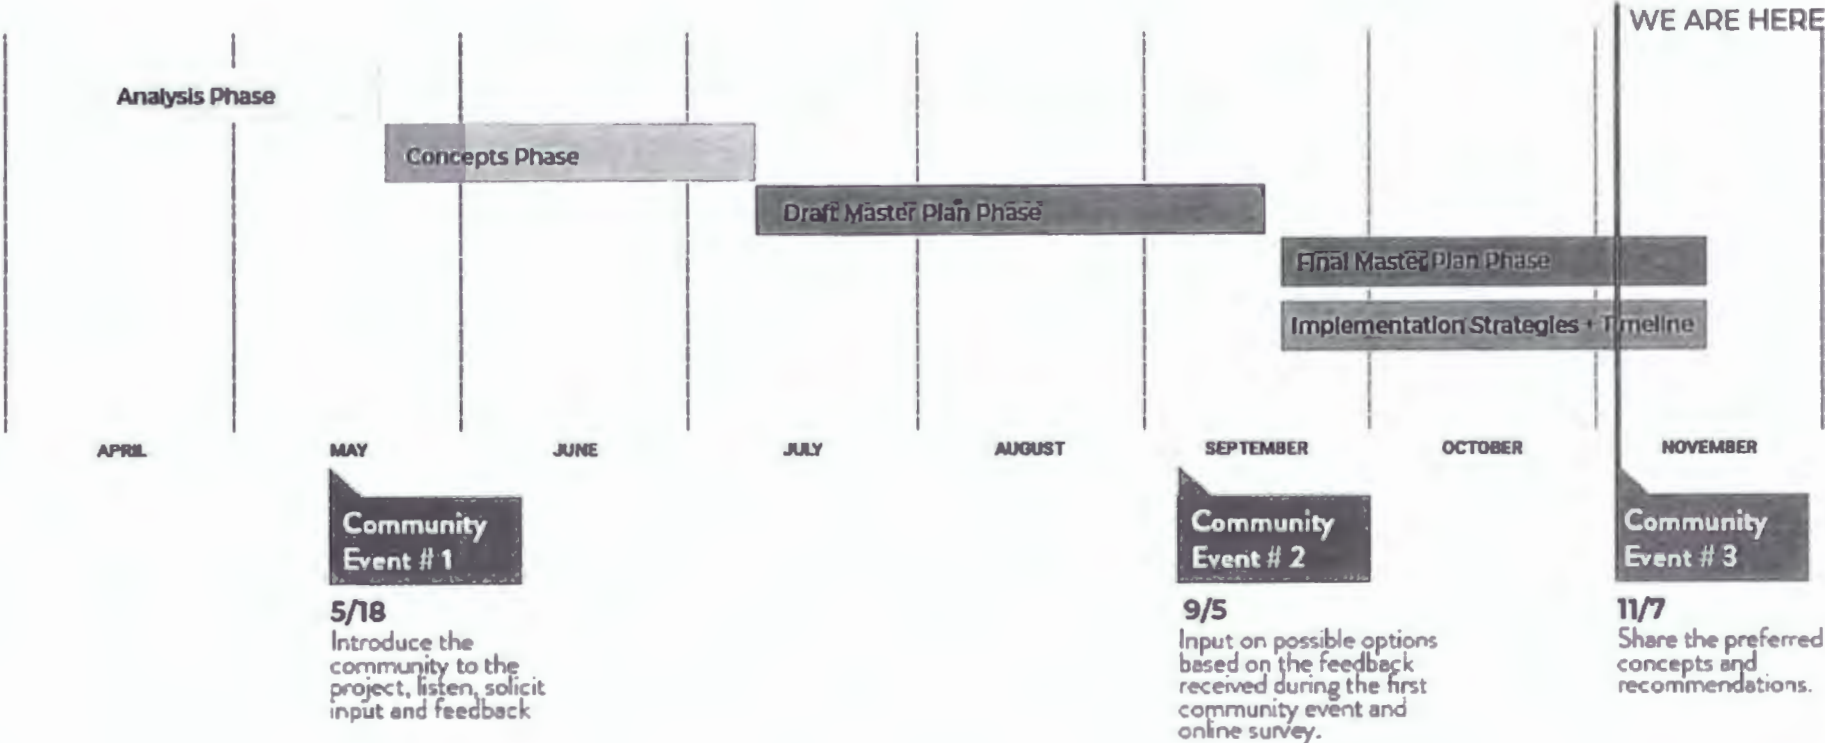 WE ARE HERE
Analysis Phase
Concepts Phase
Draft Master Plan Phase
Final Master Plan Phase
Implementation Strategies + Timeline
APRIL
MAY
JUNE
JULY
AUGUST
SEPTEMBER
OCTOBER
NOVEMBER
Community
Event # 1
5/18
Introduce the
community to the
project, listen, solicit
input and feedback
Community
Event # 2
9/5
Input on possible options
based on the feedback
received during the first
community event and
online survey.
Community
Event # 3
11/7
Share the preferred
concepts and
recommendations.